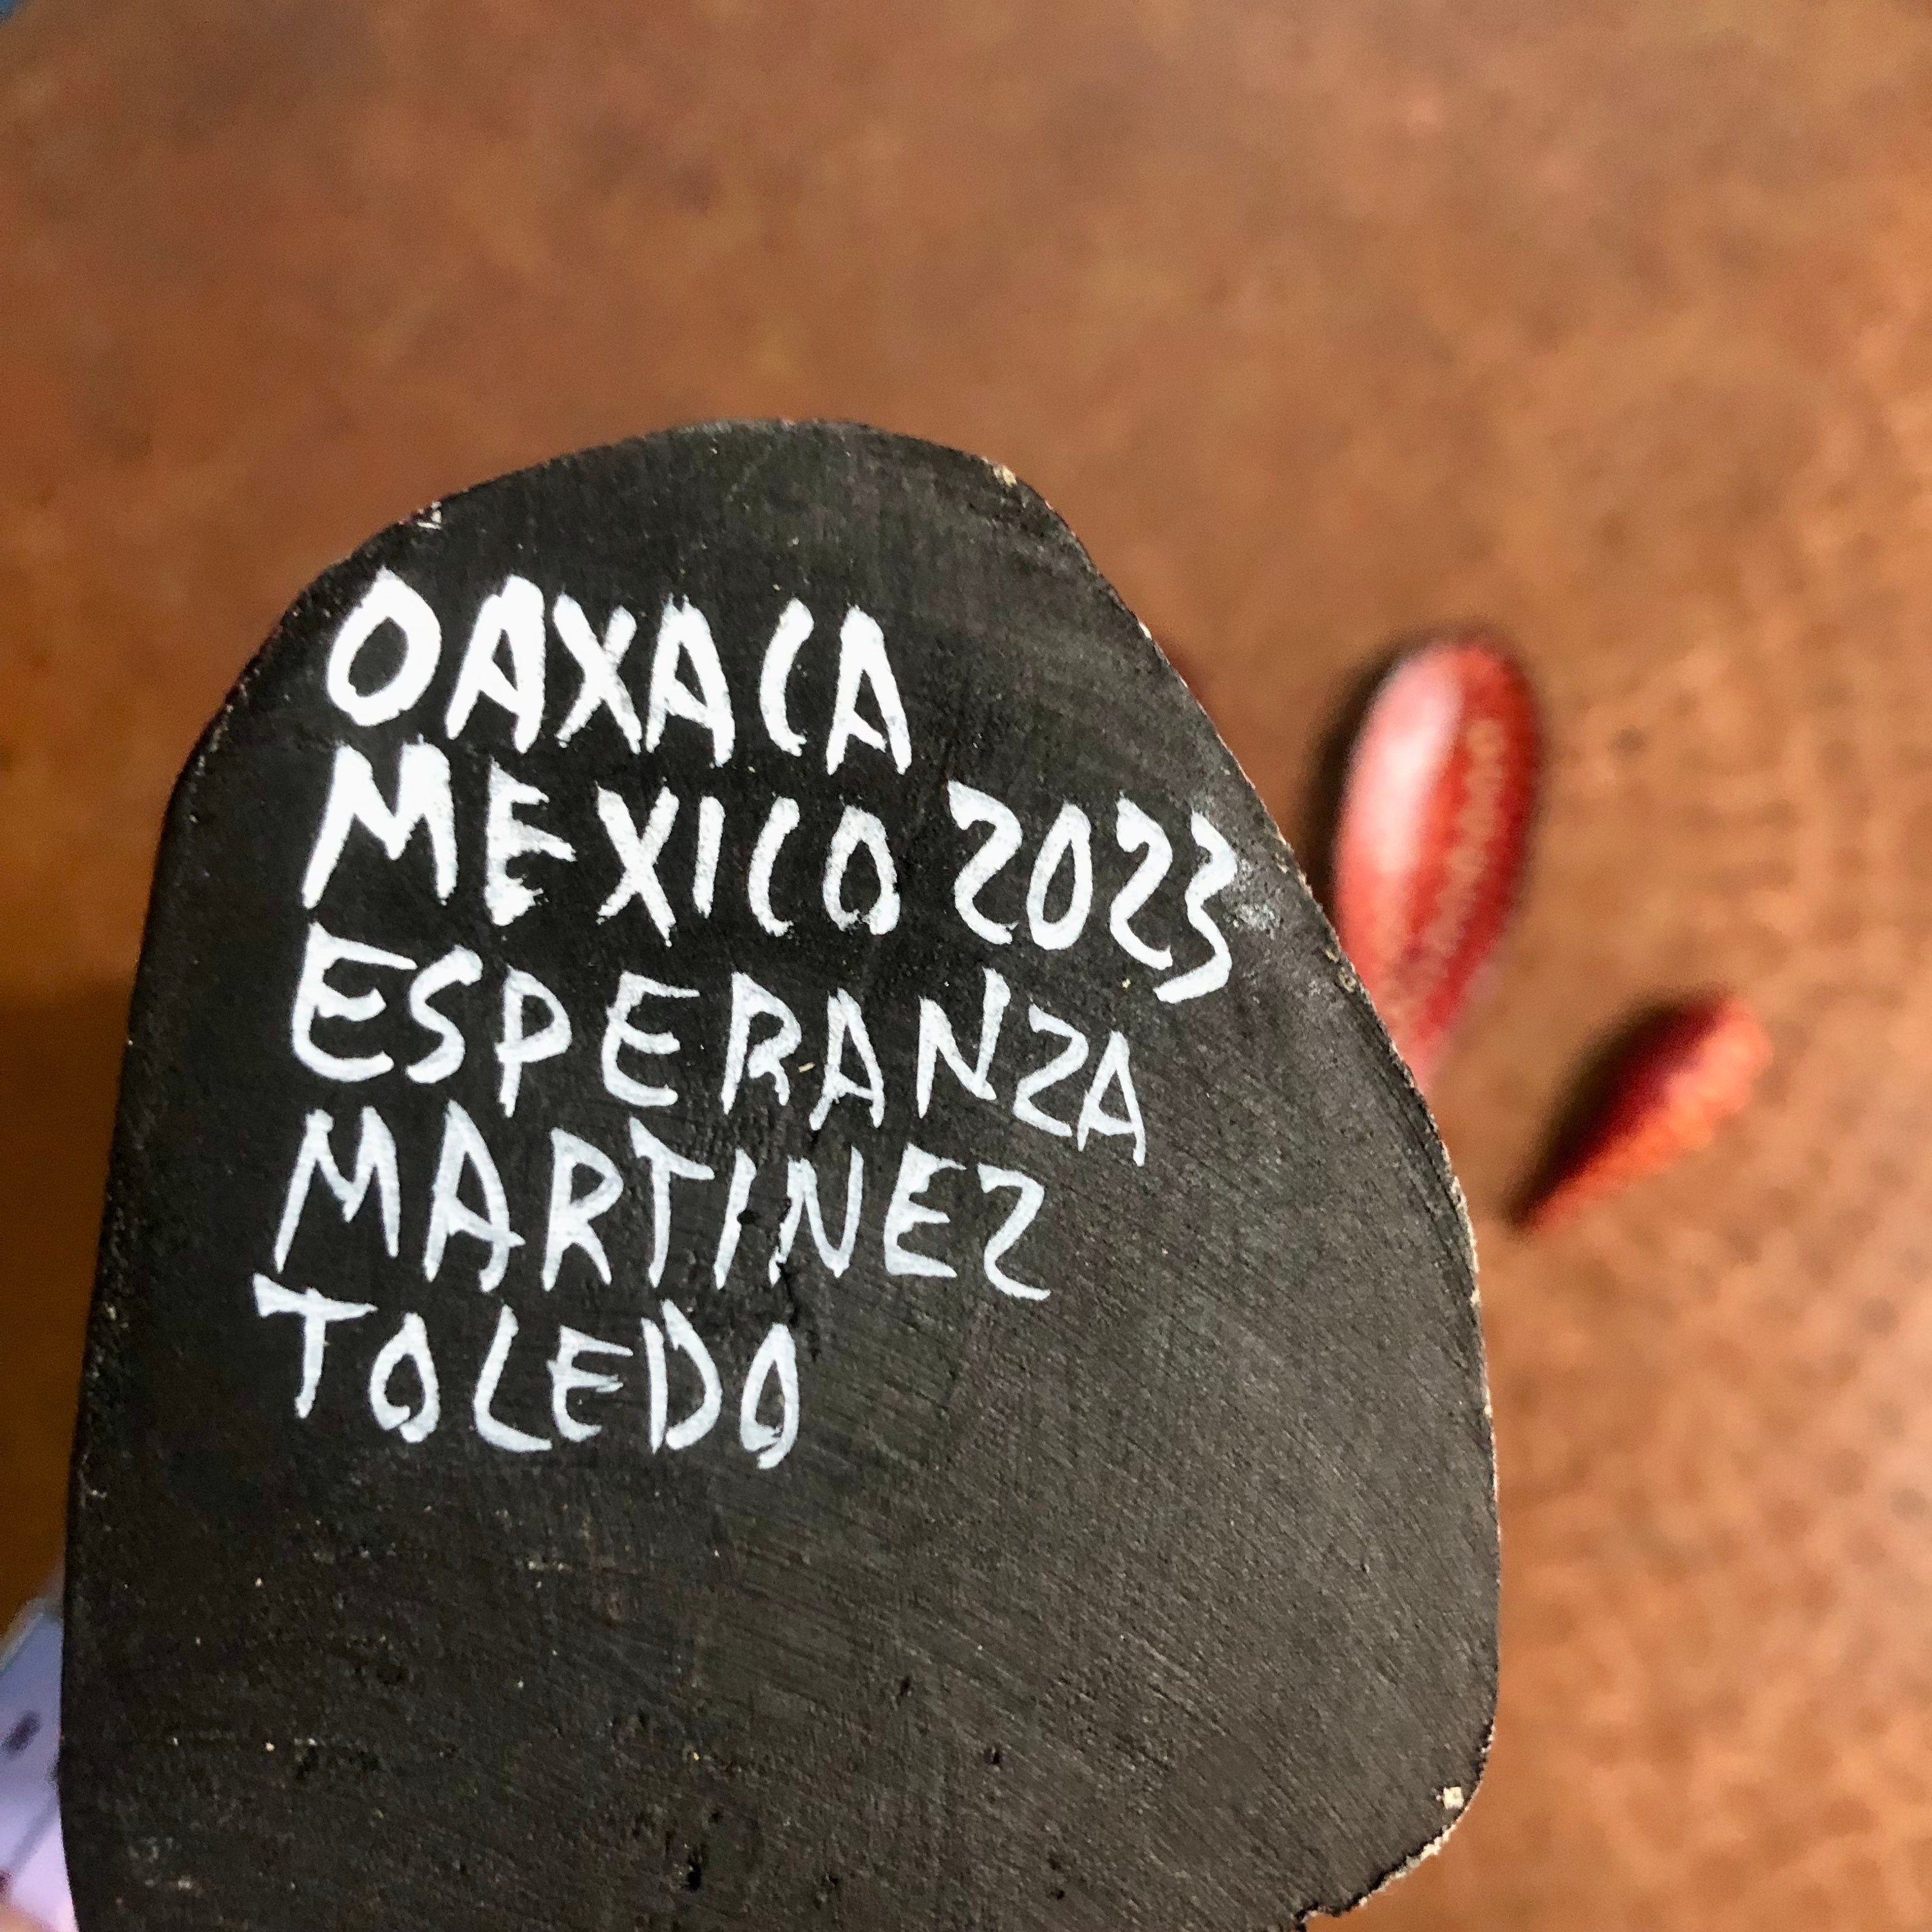 OAXACA
MEXICO 2023
ESPERANZA
MARTINEZ
TOLEDO